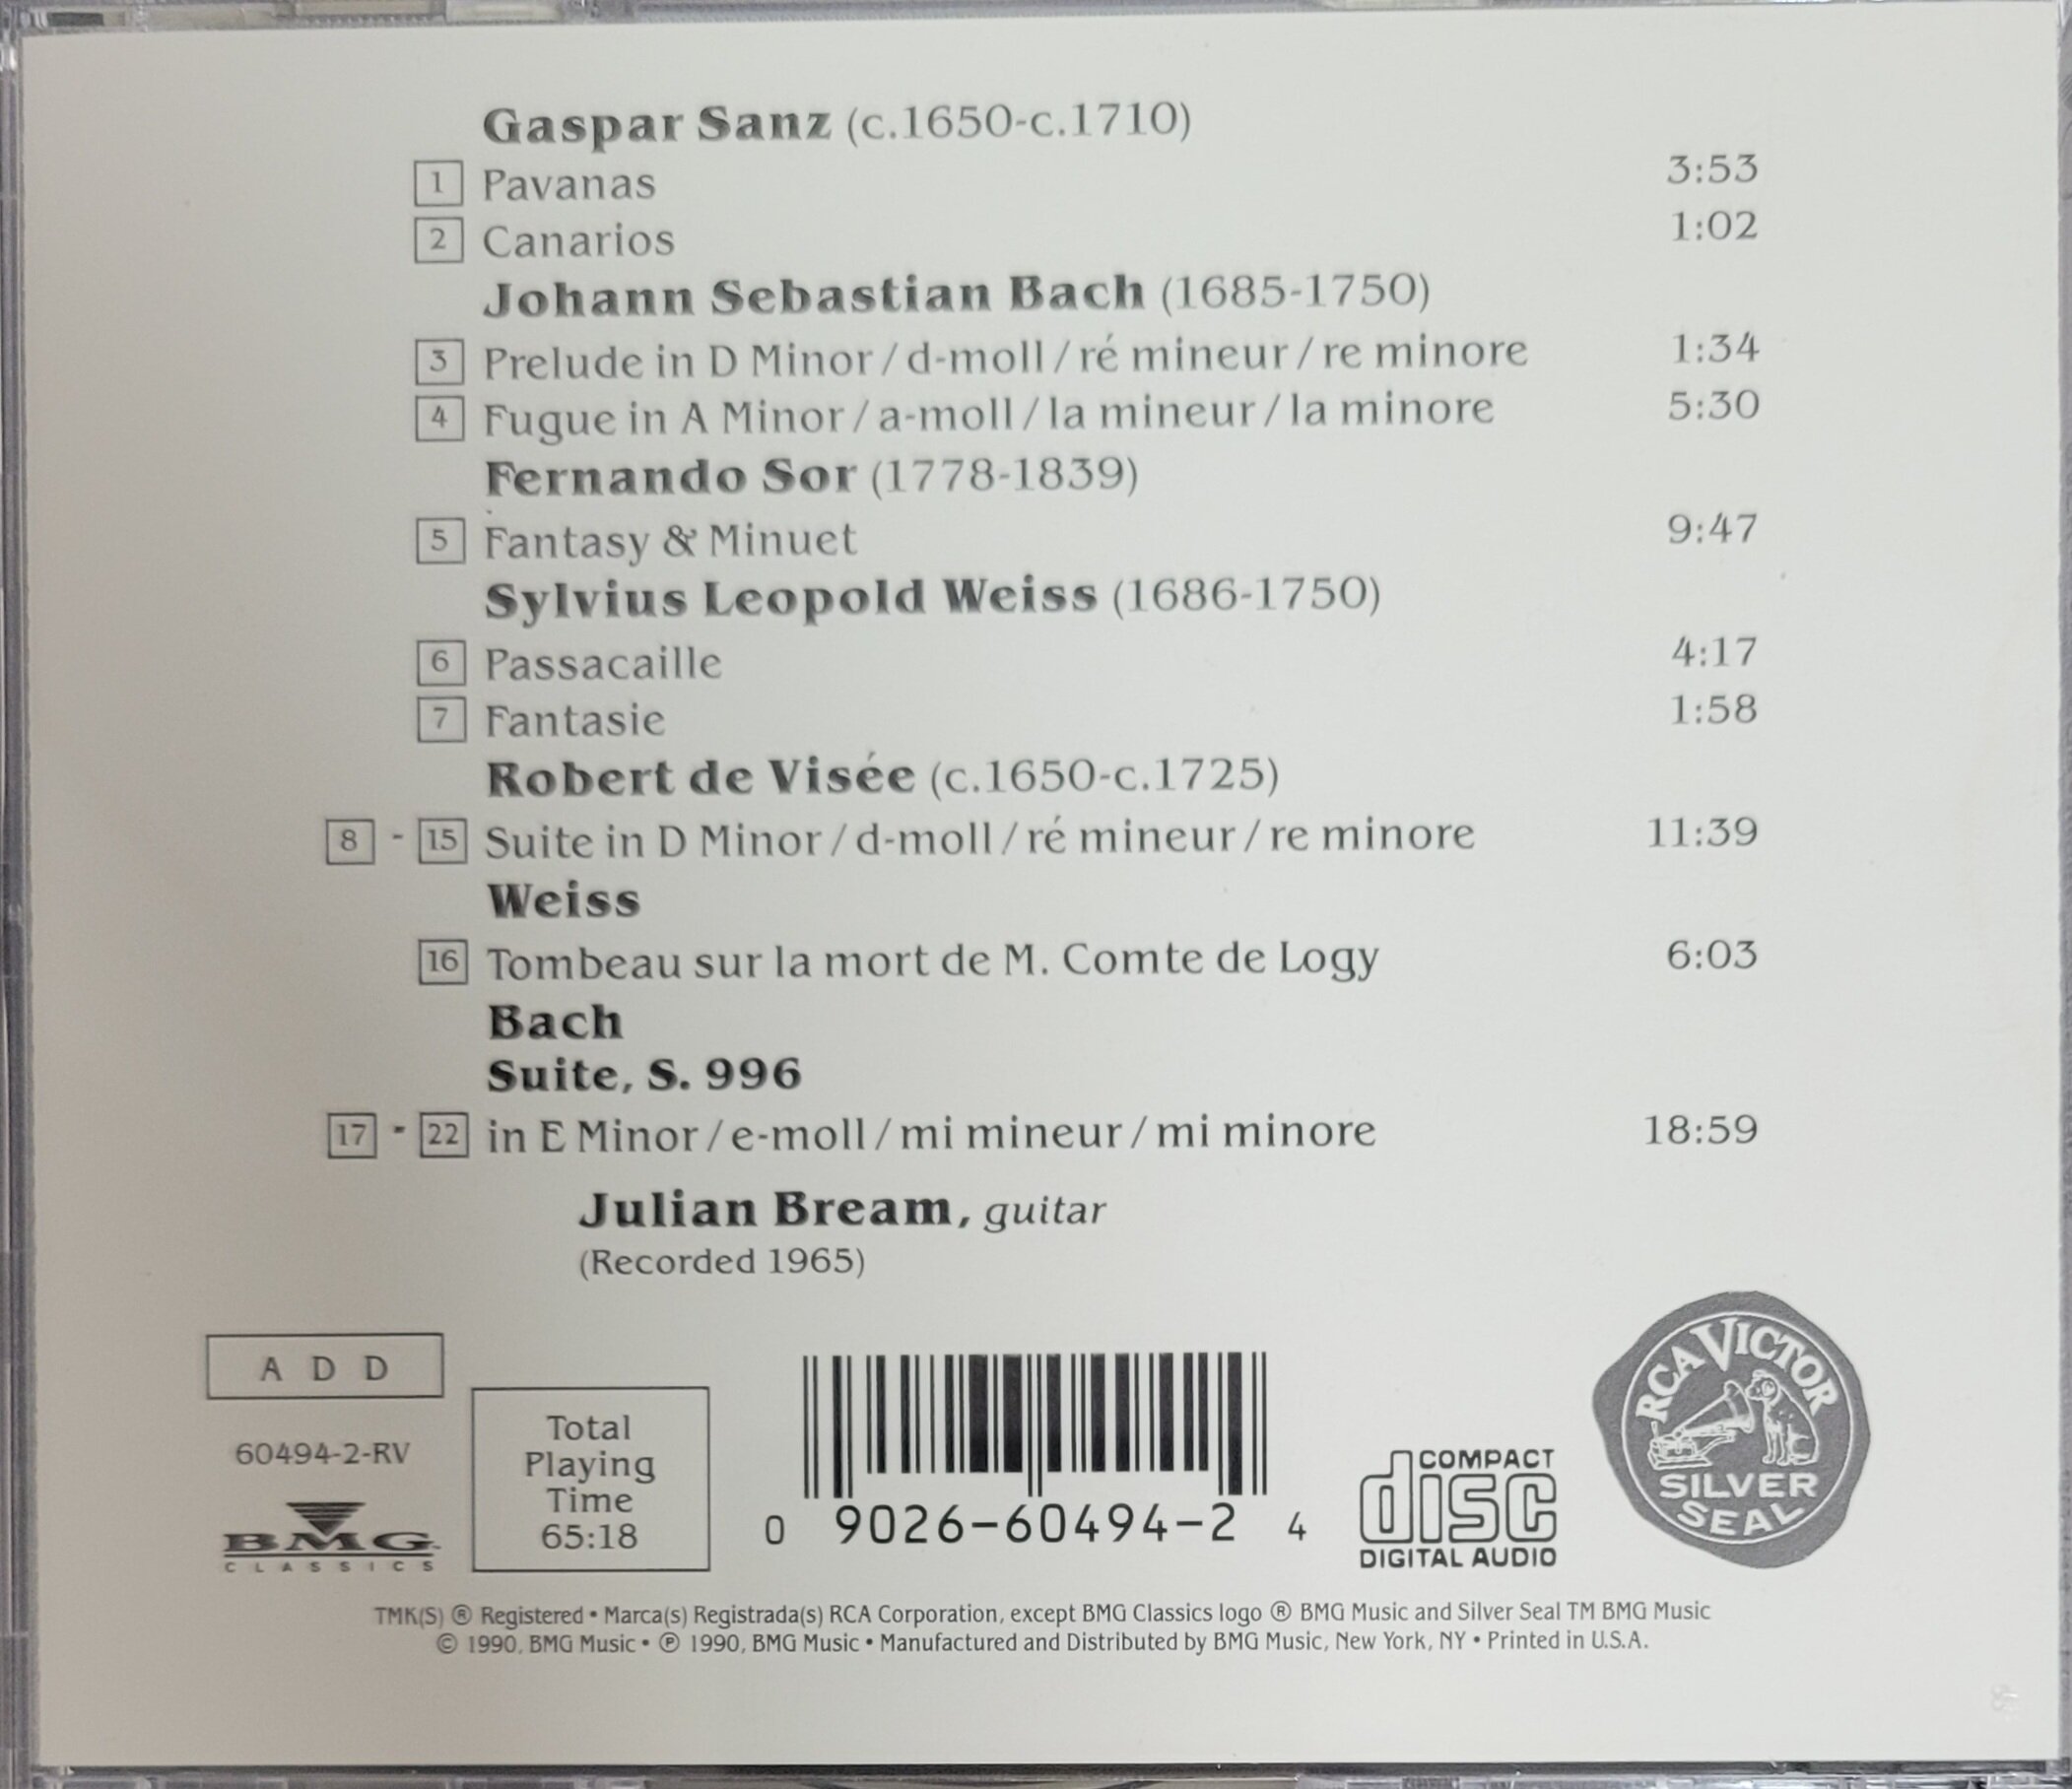 Gaspar Sanz (c.1650-c.1710)
1 Pavanas 3:53
2 Canarios 1:02
Johann Sebastian Bach (1685-1750)
3 Prelude in D Minor / d-moll / ré mineur / re minore 1:34
4 Fugue in A Minor / a-moll / la mineur / la minore 5:30
Fernando Sor (1778-1839)
5 Fantasy & Minuet 9:47
Sylvius Leopold Weiss (1686-1750)
6 Passacaille 4:17
7 Fantasie 1:58
Robert de Visée (c.1650-c.1725)
8 - 15 Suite in D Minor / d-moll / ré mineur / re minore 11:39
Weiss
16 Tombeau sur la mort de M. Comte de Logy 6:03
Bach
Suite, S. 996
17 - 22 in E Minor / e-moll / mi mineur / mi minore 18:59
Julian Bream, guitar
(Recorded 1965)
A D D
60494-2-RV
BMG
CLASSICS
Total
Playing
Time
65:18
0 9026-60494-2 4
COMPACT
disc
DIGITAL AUDIO
RCA VICTOR
SILVER
SEAL
TMK(S) ® Registered • Marca(s) Registrada(s) RCA Corporation, except BMG Classics logo ® BMG Music and Silver Seal TM BMG Music
© 1990, BMG Music • ℗ 1990, BMG Music • Manufactured and Distributed by BMG Music, New York, NY • Printed in U.S.A.